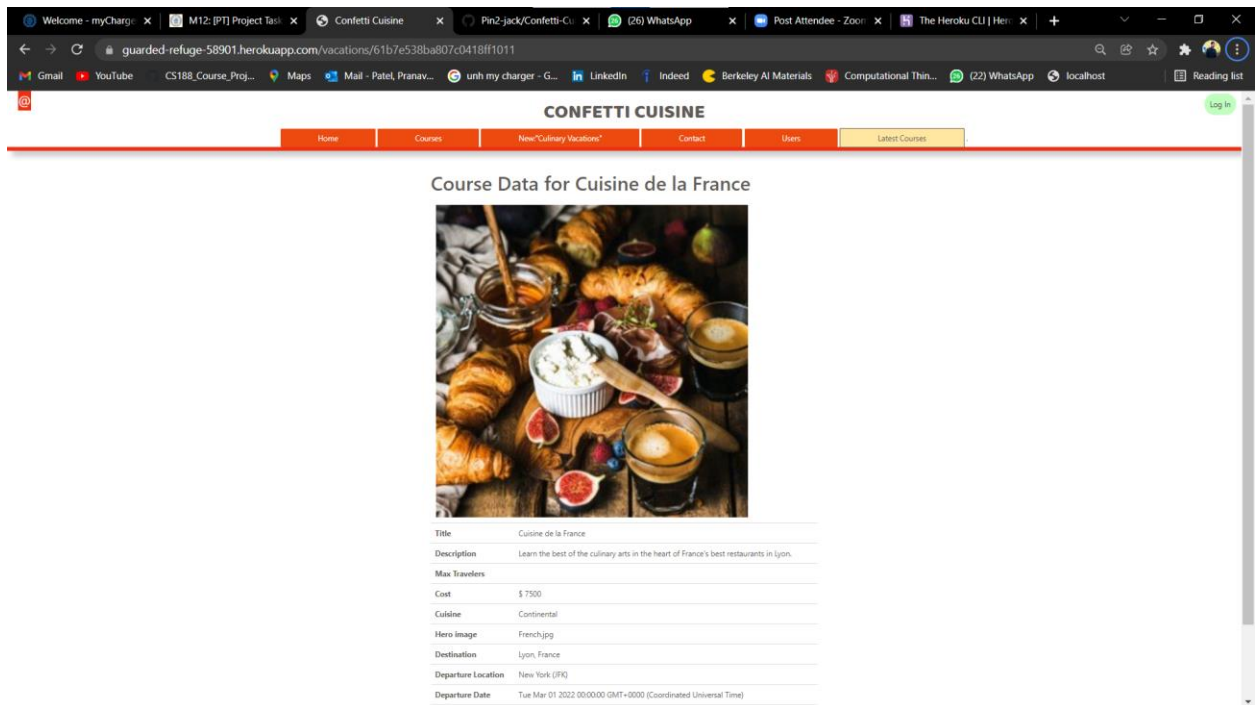 Welcome - myCharge
M12: [PT] Project Task
Confetti Cuisine
Pin2-jack/Confetti-Cu
(26) WhatsApp
Post Attendee - Zoom
The Heroku CLI | Her
guarded-refuge-58901.herokuapp.com/vacations/61b7e538ba807c0418ff1011
Gmail YouTube CS188_Course_Proj... Maps Mail - Patel, Pranav... unh my charger - G... LinkedIn Indeed Berkeley AI Materials Computational Thin... (22) WhatsApp localhost Reading list
@
CONFETTI CUISINE
Log In
Home Courses New:"Culinary Vacations" Contact Users Latest Courses
Course Data for Cuisine de la France
Title Cuisine de la France
Description Learn the best of the culinary arts in the heart of France's best restaurants in Lyon.
Max Travelers
Cost $ 7500
Cuisine Continental
Hero image French.jpg
Destination Lyon, France
Departure Location New York (JFK)
Departure Date Tue Mar 01 2022 00:00:00 GMT+0000 (Coordinated Universal Time)